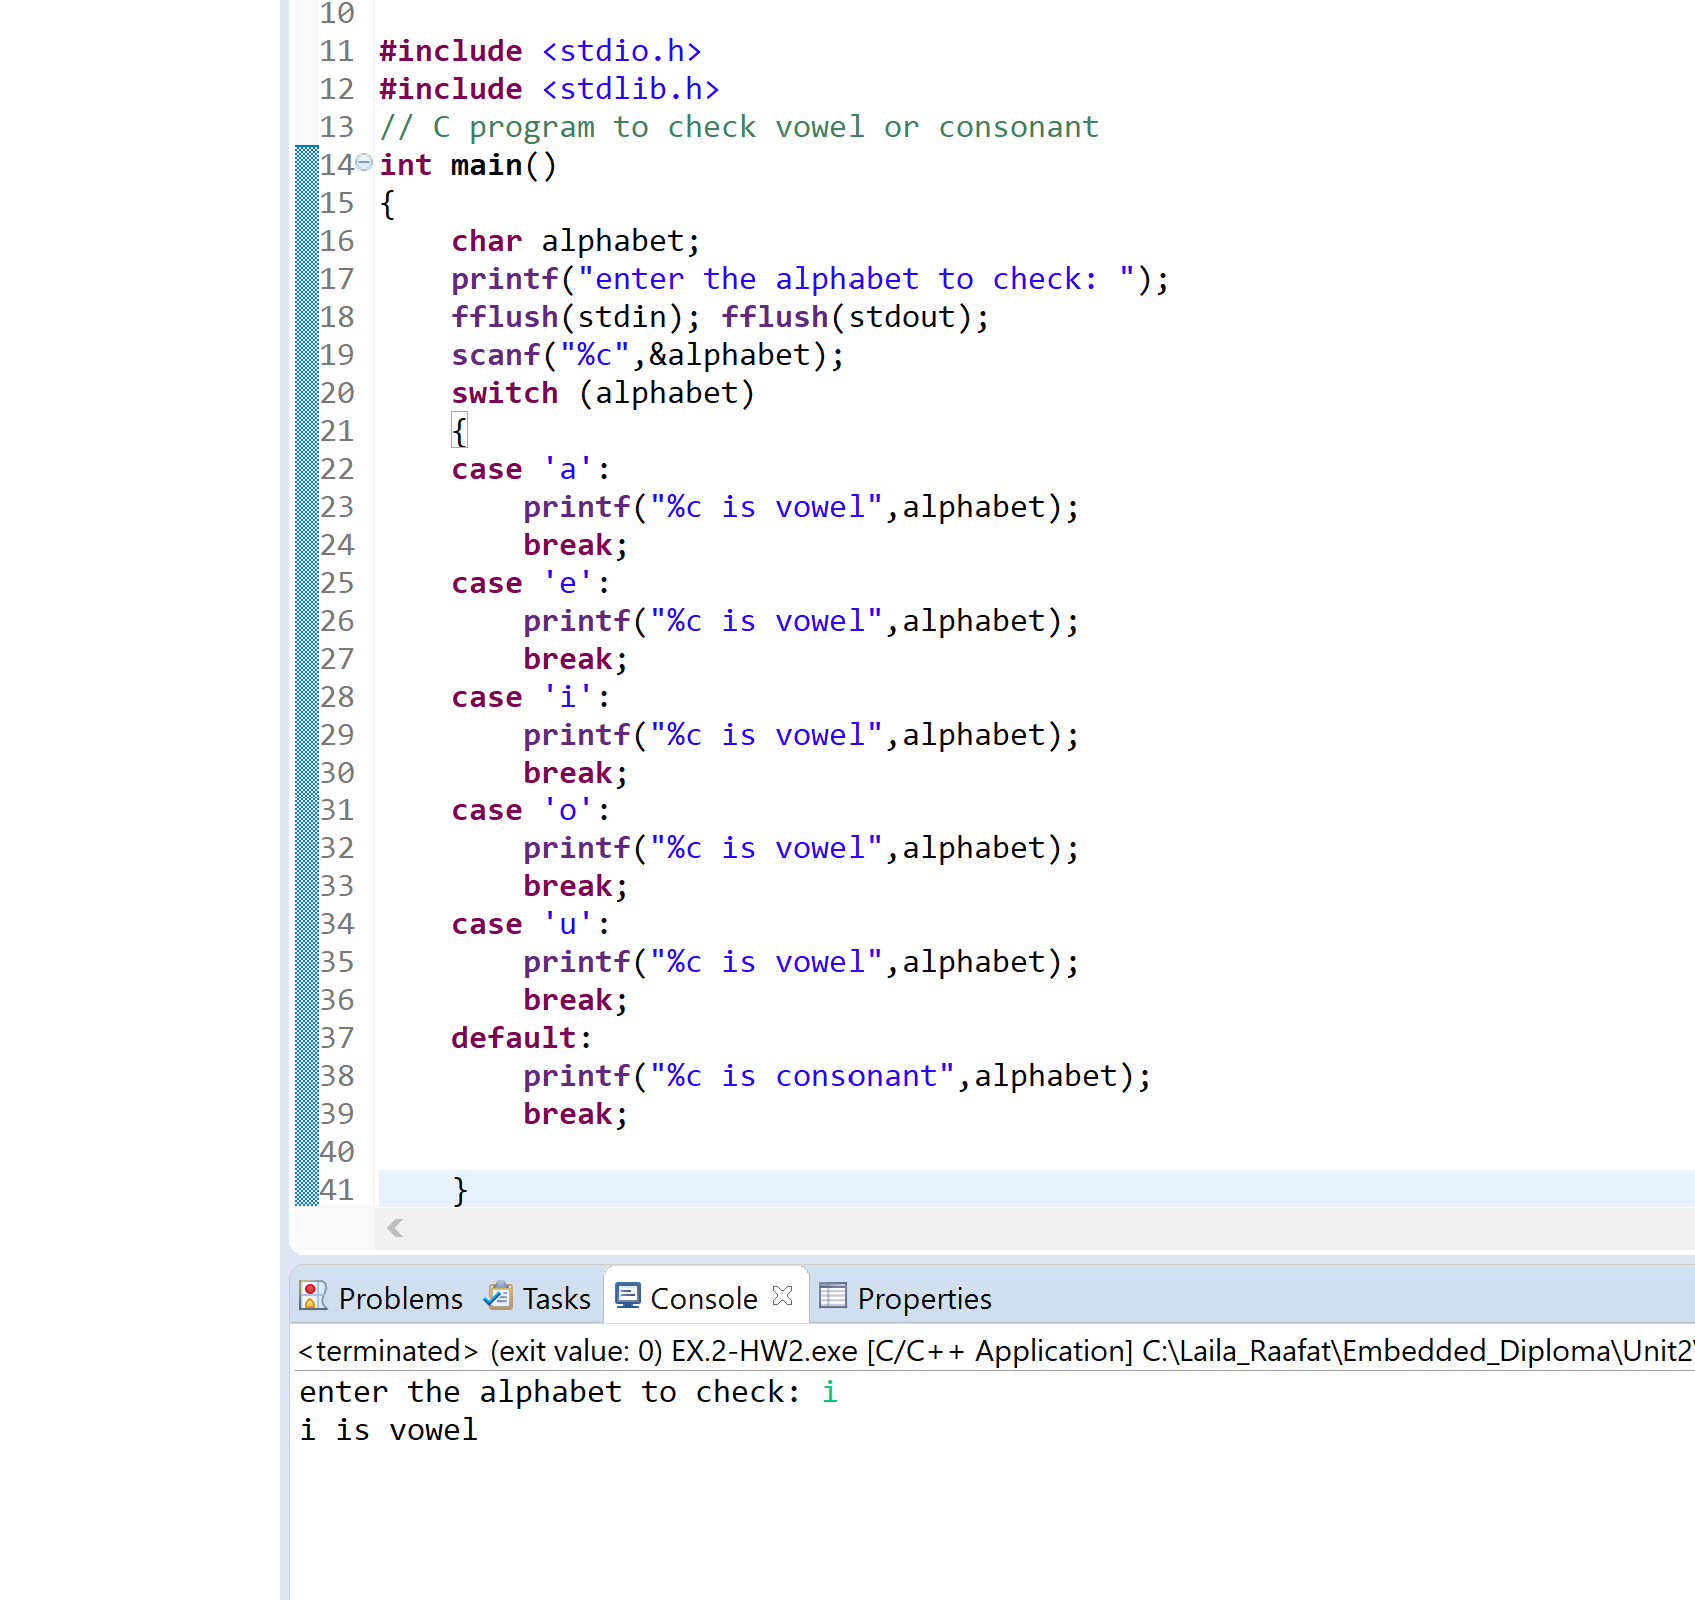 10
11 #include <stdio.h>
12 #include <stdlib.h>
13 // C program to check vowel or consonant
14 int main()
15 {
16     char alphabet;
17     printf("enter the alphabet to check: ");
18     fflush(stdin); fflush(stdout);
19     scanf("%c",&alphabet);
20     switch (alphabet)
21     {
22     case 'a':
23         printf("%c is vowel",alphabet);
24         break;
25     case 'e':
26         printf("%c is vowel",alphabet);
27         break;
28     case 'i':
29         printf("%c is vowel",alphabet);
30         break;
31     case 'o':
32         printf("%c is vowel",alphabet);
33         break;
34     case 'u':
35         printf("%c is vowel",alphabet);
36         break;
37     default:
38         printf("%c is consonant",alphabet);
39         break;
40
41     }
Problems Tasks Console Properties
<terminated> (exit value: 0) EX.2-HW2.exe [C/C++ Application] C:\Laila_Raafat\Embedded_Diploma\Unit2\
enter the alphabet to check: i
i is vowel